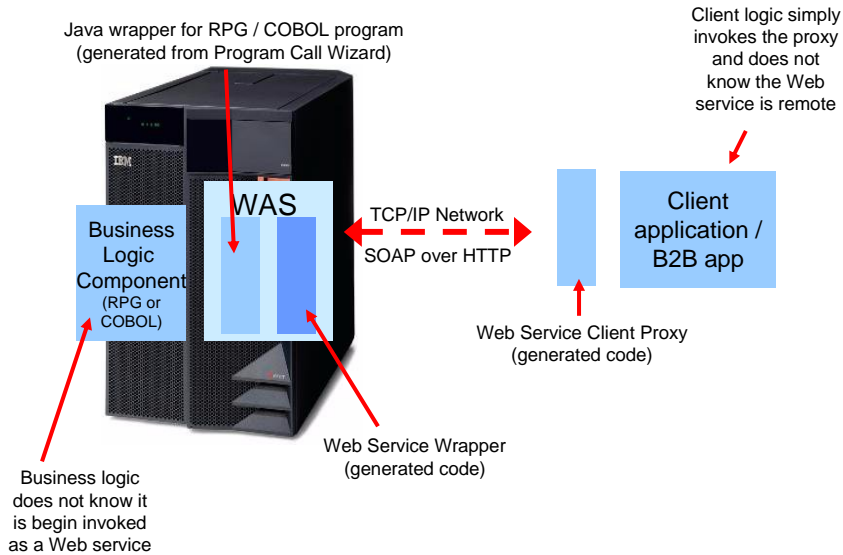 Java wrapper for RPG / COBOL program
(generated from Program Call Wizard)
Client logic simply
invokes the proxy
and does not
know the Web
service is remote
IBM
WAS
Business
Logic
Component
(RPG or
COBOL)
TCP/IP Network
SOAP over HTTP
Client
application /
B2B app
Web Service Client Proxy
(generated code)
Web Service Wrapper
(generated code)
Business logic
does not know it
is begin invoked
as a Web service